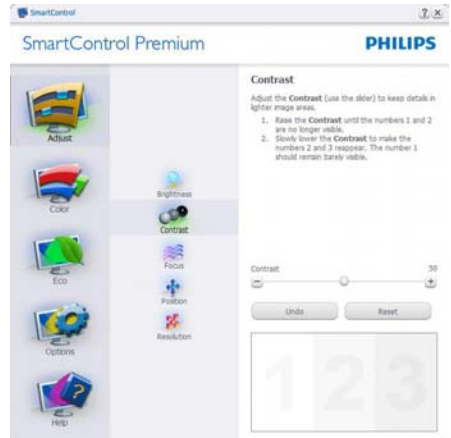 SmartControl
? ×
SmartControl Premium
PHILIPS
Adjust
Color
Eco
Options
Help
Brightness
Contrast
Focus
Position
Resolution
Contrast
Adjust the Contrast (use the slider) to keep details in
lighter image areas.
1. Raise the Contrast until the numbers 1 and 2
are no longer visible.
2. Slowly lower the Contrast to make the
numbers 2 and 3 reappear. The number 1
should remain barely visible.
Contrast 50
Undo Reset
1 2 3